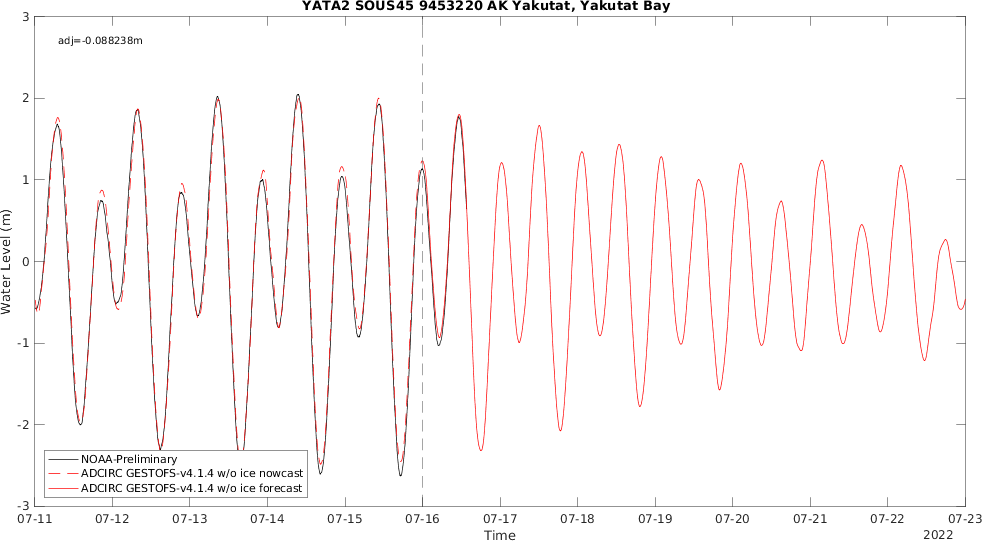 YATA2 SOUS45 9453220 AK Yakutat, Yakutat Bay
adj=-0.088238m
3
2
1
0
-1
-2
-3
Water Level (m)
NOAA-Preliminary
ADCIRC GESTOFS-v4.1.4 w/o ice nowcast
ADCIRC GESTOFS-v4.1.4 w/o ice forecast
07-11 07-12 07-13 07-14 07-15 07-16 07-17 07-18 07-19 07-20 07-21 07-22 07-23
Time
2022